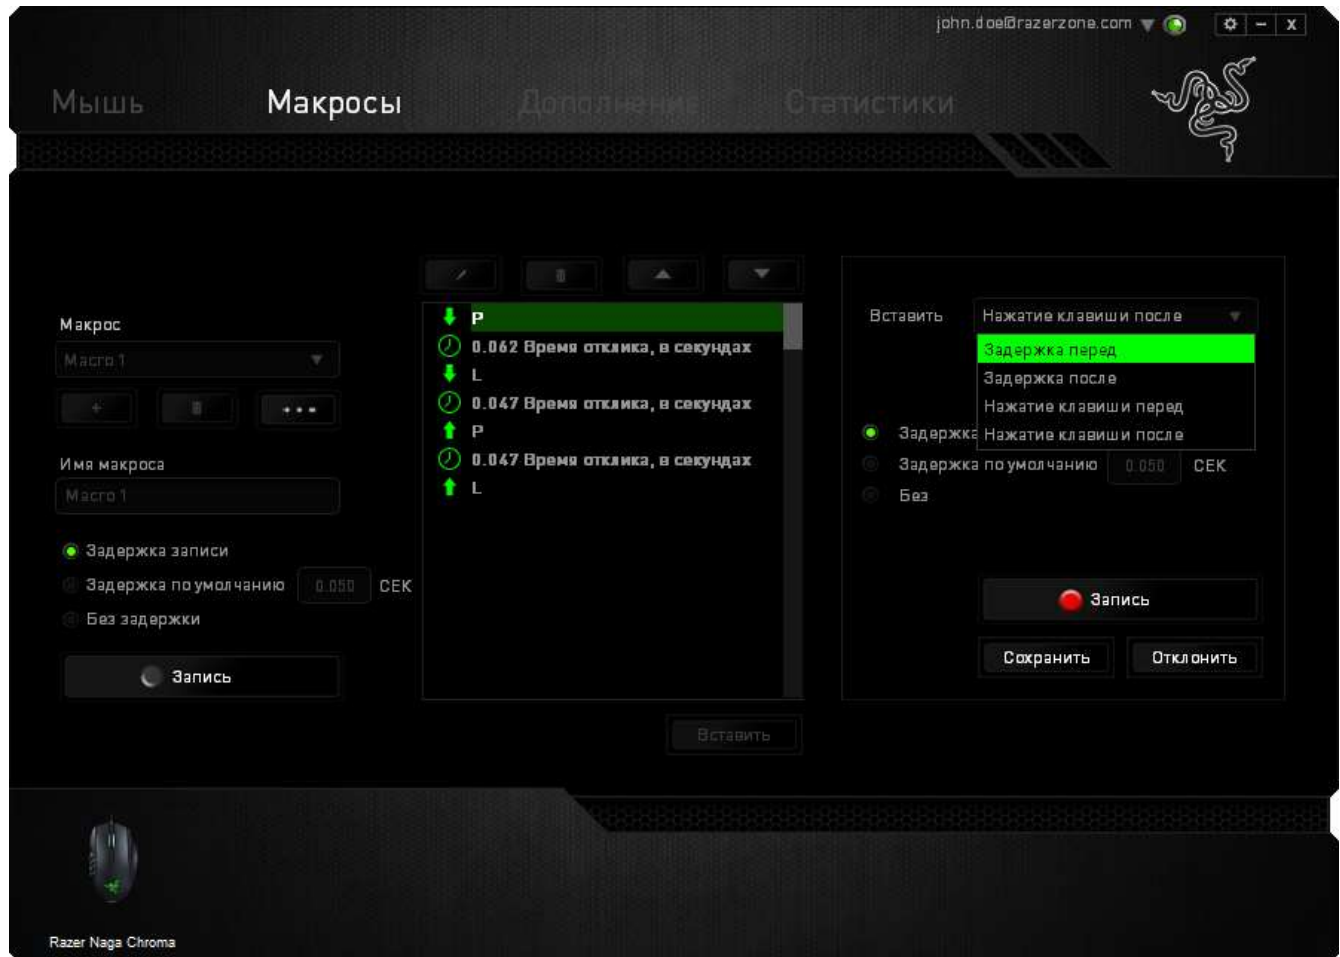 john.doe@razerzone.com
Мышь
Макросы
Дополнение
Статистики
Макрос
Macro 1
Имя макроса
Macro 1
Задержка записи
Задержка по умолчанию 0.050 СЕК
Без задержки
Запись
P
0.062 Время отклика, в секундах
L
0.047 Время отклика, в секундах
P
0.047 Время отклика, в секундах
L
Вставить
Вставить Нажатие клавиши после
Задержка перед
Задержка после
Нажатие клавиши перед
Нажатие клавиши после
Задержка
Задержка по умолчанию 0.050 СЕК
Без
Запись
Сохранить
Отклонить
Razer Naga Chroma